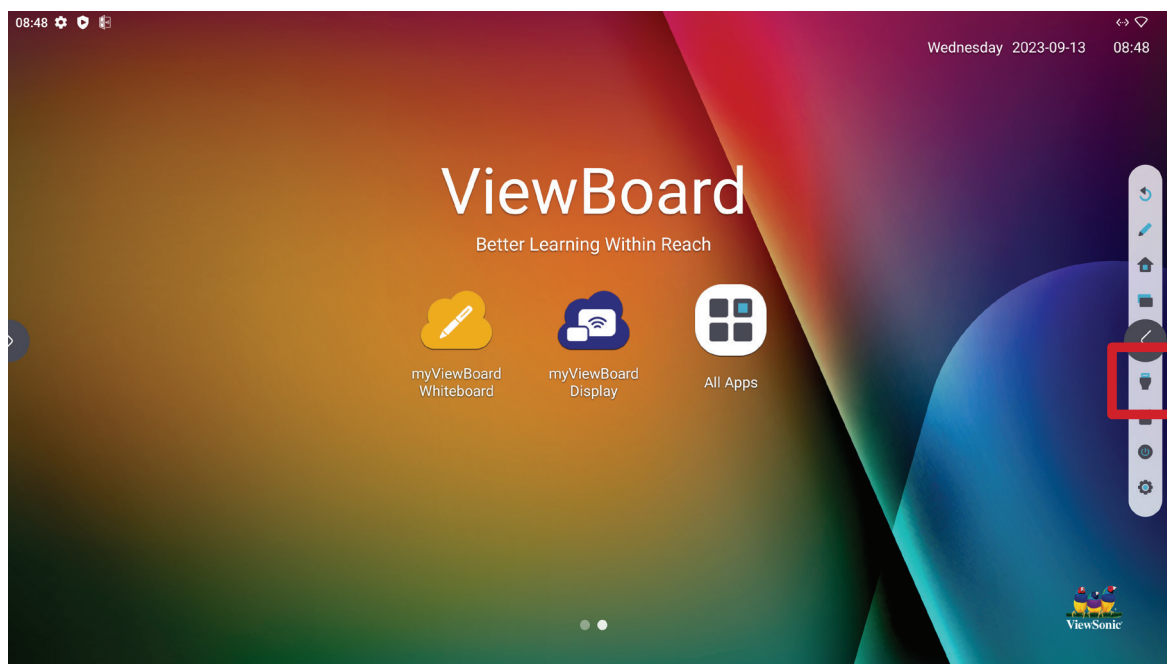 08:48
Wednesday 2023-09-13 08:48
ViewBoard
Better Learning Within Reach
myViewBoard
Whiteboard
myViewBoard
Display
All Apps
ViewSonic